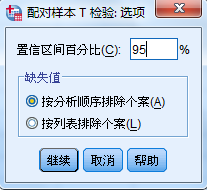 配对样本 T 检验: 选项
置信区间百分比(C): 95 %
缺失值
按分析顺序排除个案(A)
按列表排除个案(L)
继续 取消 帮助